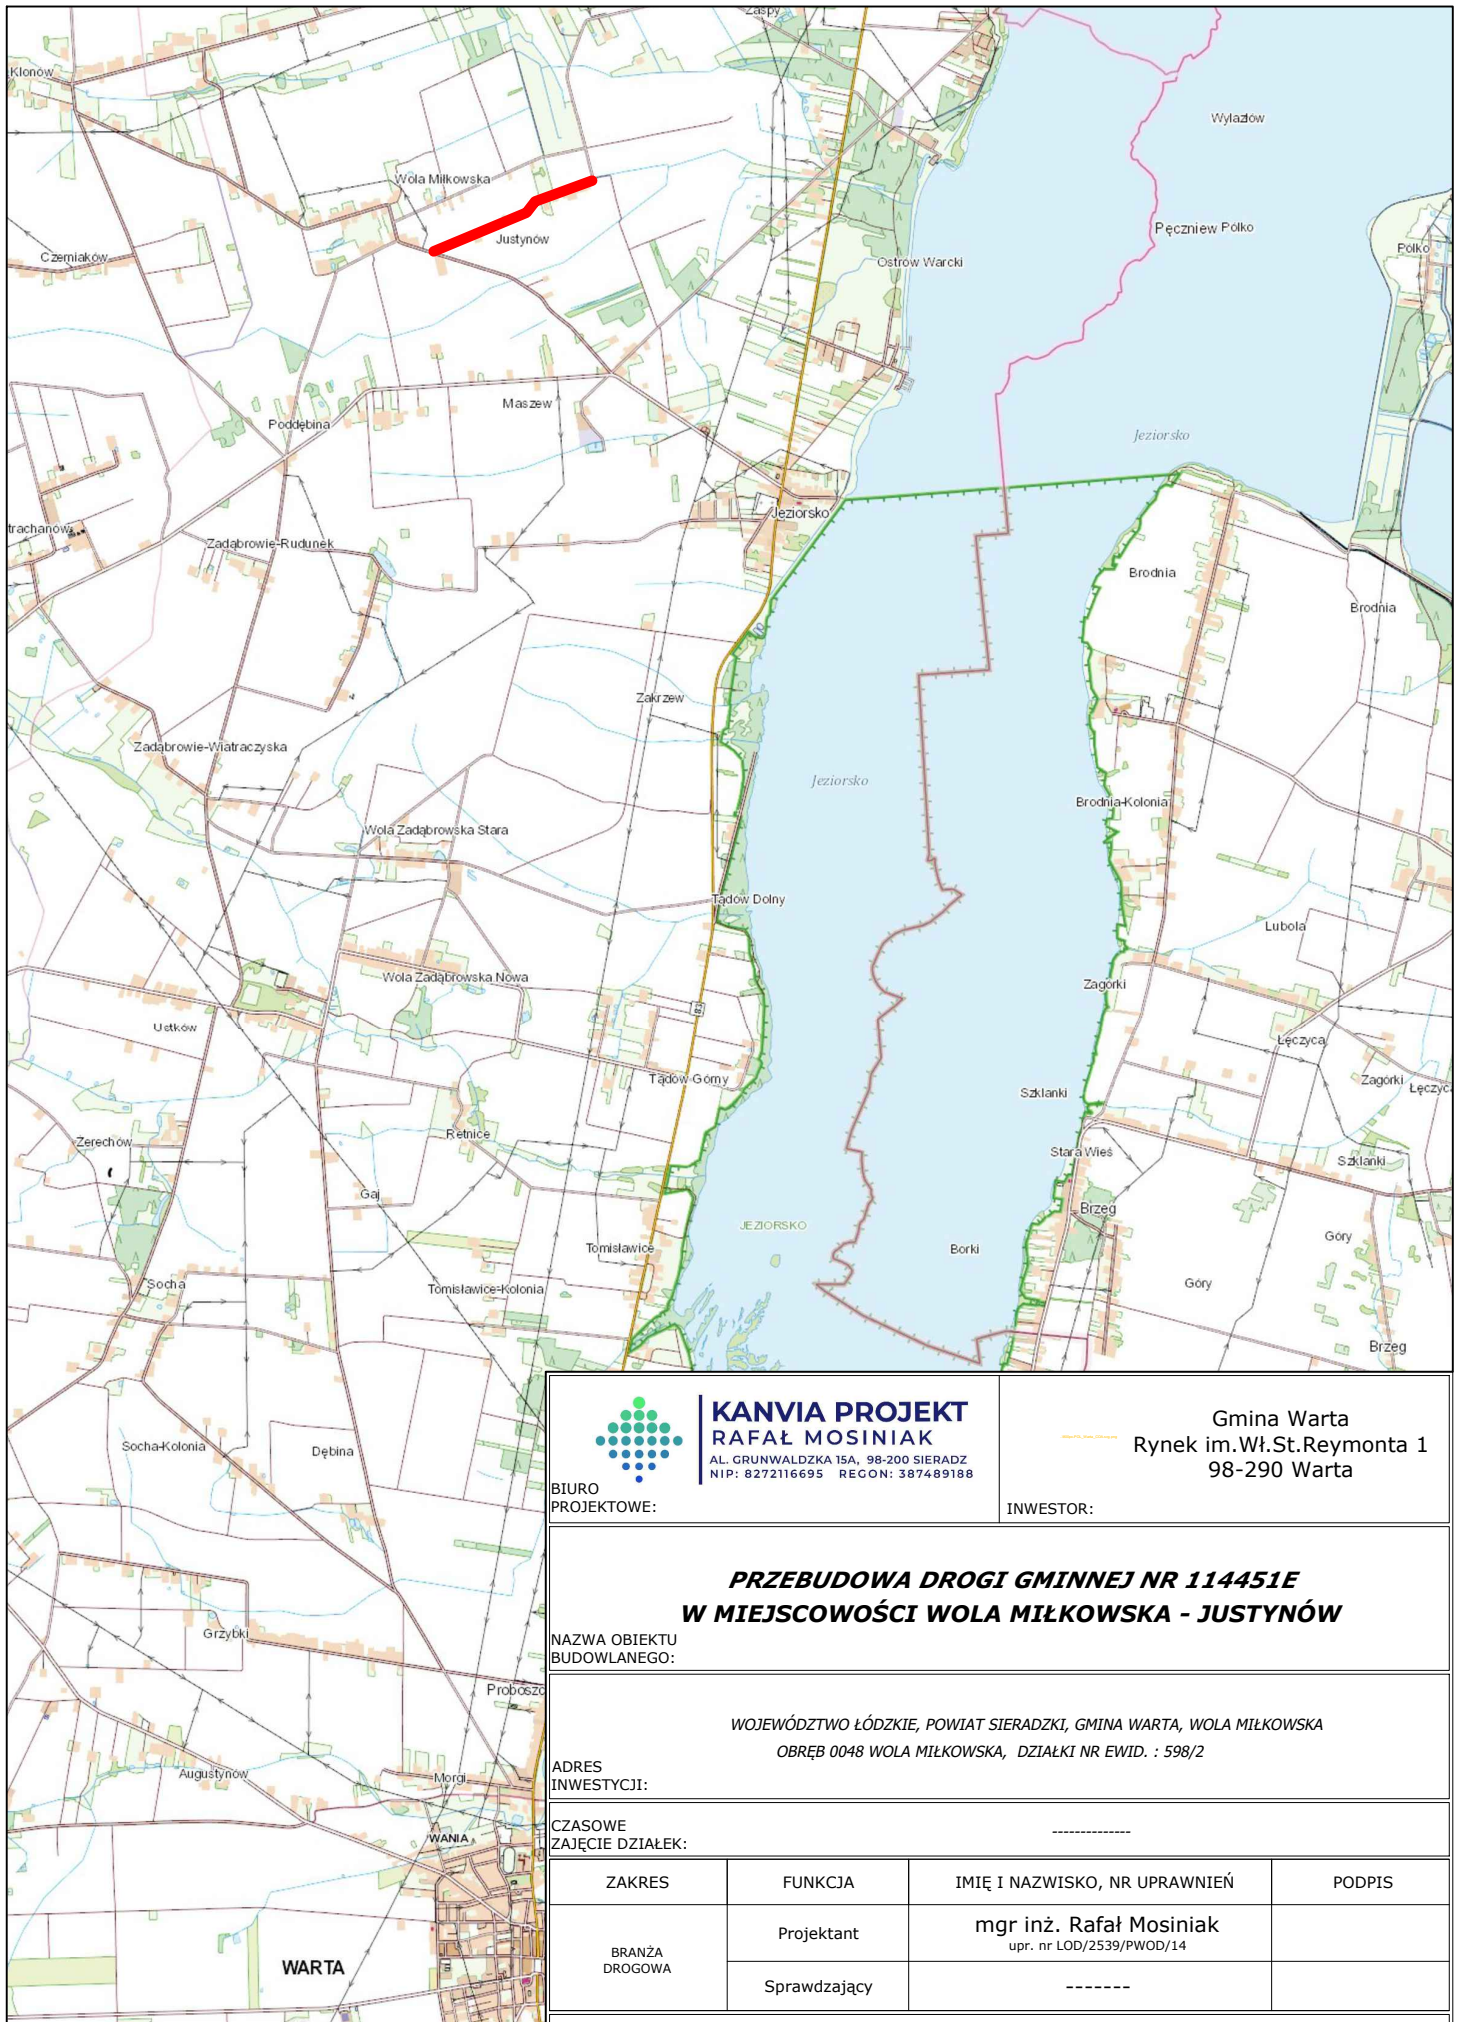 Zaspy
Klonów
Wylazłów
Wola Miłkowska
Pęczniew Pólko
Pólko
Justynów
Czerniaków
Ostrów Warcki
Maszew
Poddębina
Jeziorsko
Jeziorsko
trachanów
Zadąbrowie-Rudunek
Brodnia
Brodnia
Zakrzew
Zadąbrowie-Wiatraczyska
Jeziorsko
Brodnia-Kolonia
Wola Zadąbrowska Stara
Tądów Dolny
Lubola
Wola Zadąbrowska Nowa
Zagórki
83
Ustków
Łęczyca
Tądów Górny
Zagórki
Łęczyca
Szklanki
Retnice
Żerechów
Stara Wieś
Szklanki
Gaj
Brzeg
JEZIORSKO
Góry
Tomisławice
Borki
Socha
Góry
Tomisławice-Kolonia
Brzeg
Socha-Kolonia
Dębina
Grzybki
Proboszc
Augustynów
Morgi
WANIA
WARTA
KANVIA PROJEKT
RAFAŁ MOSINIAK
AL. GRUNWALDZKA 15A, 98-200 SIERADZ
NIP: 8272116695 REGON: 387489188
BIURO
PROJEKTOWE:
Gmina Warta
Rynek im.Wł.St.Reymonta 1
98-290 Warta
INWESTOR:
PRZEBUDOWA DROGI GMINNEJ NR 114451E
W MIEJSCOWOŚCI WOLA MIŁKOWSKA - JUSTYNÓW
NAZWA OBIEKTU
BUDOWLANEGO:
WOJEWÓDZTWO ŁÓDZKIE, POWIAT SIERADZKI, GMINA WARTA, WOLA MIŁKOWSKA
OBRĘB 0048 WOLA MIŁKOWSKA, DZIAŁKI NR EWID. : 598/2
ADRES
INWESTYCJI:
CZASOWE
ZAJĘCIE DZIAŁEK:
--------------
ZAKRES FUNKCJA IMIĘ I NAZWISKO, NR UPRAWNIEŃ PODPIS
BRANŻA
DROGOWA
Projektant
mgr inż. Rafał Mosiniak
upr. nr LOD/2539/PWOD/14
Sprawdzający -------